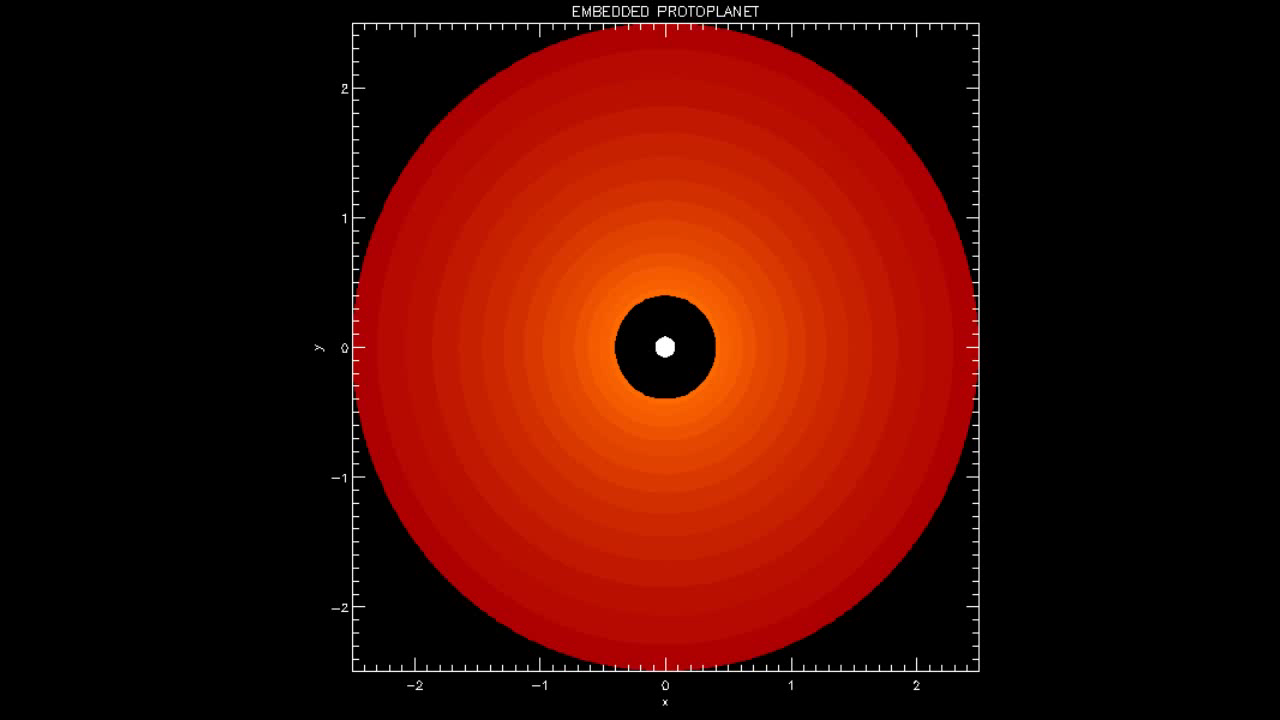 EMBEDDED PROTOPLANET
2
1
y 0
−1
−2
−2 −1 0 1 2
x